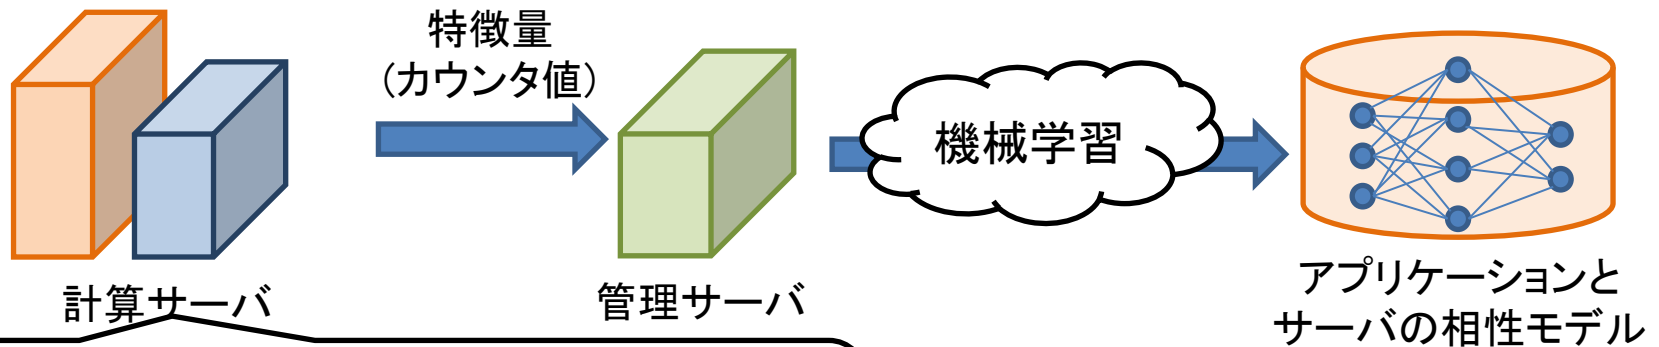 特徴量
(カウンタ値)
機械学習
計算サーバ
管理サーバ
アプリケーションと
サーバの相性モデル